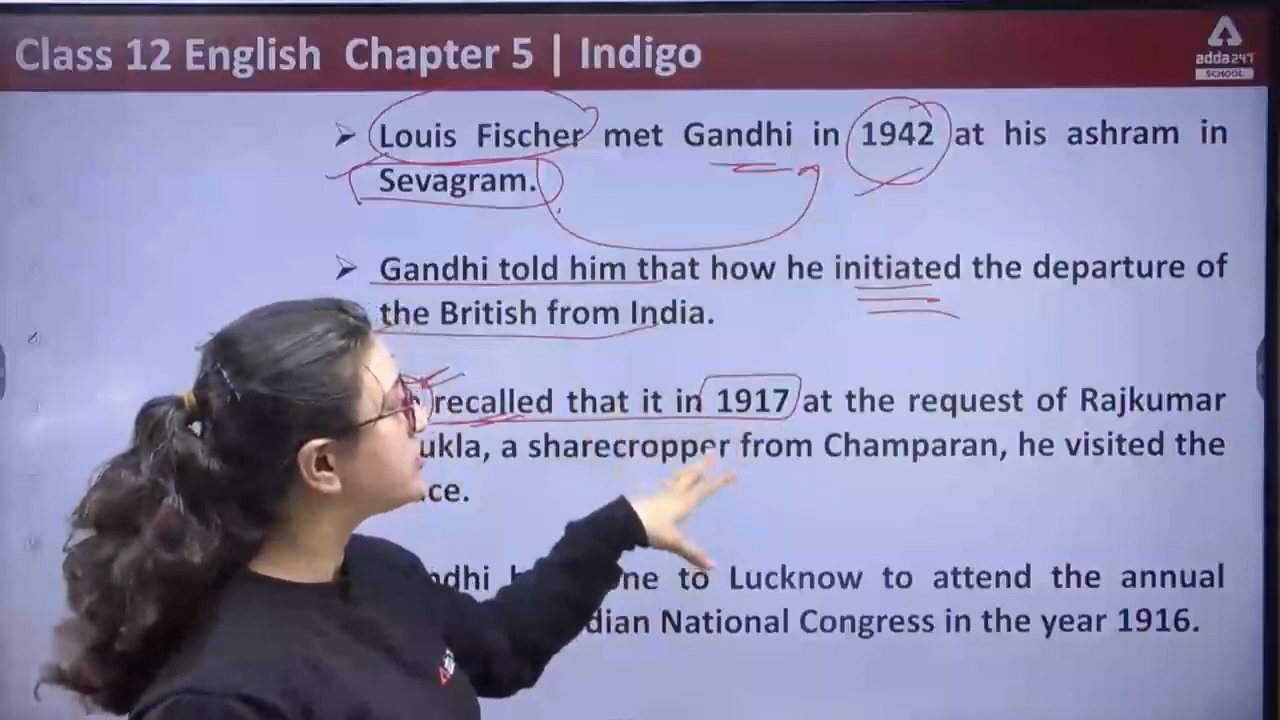 Class 12 English Chapter 5 | Indigo
adda247
SCHOOL
➢ Louis Fischer met Gandhi in 1942 at his ashram in
Sevagram.
➢ Gandhi told him that how he initiated the departure of
the British from India.
recalled that it in 1917 at the request of Rajkumar
ukla, a sharecropper from Champaran, he visited the
ce.
dhi ne to Lucknow to attend the annual
dian National Congress in the year 1916.